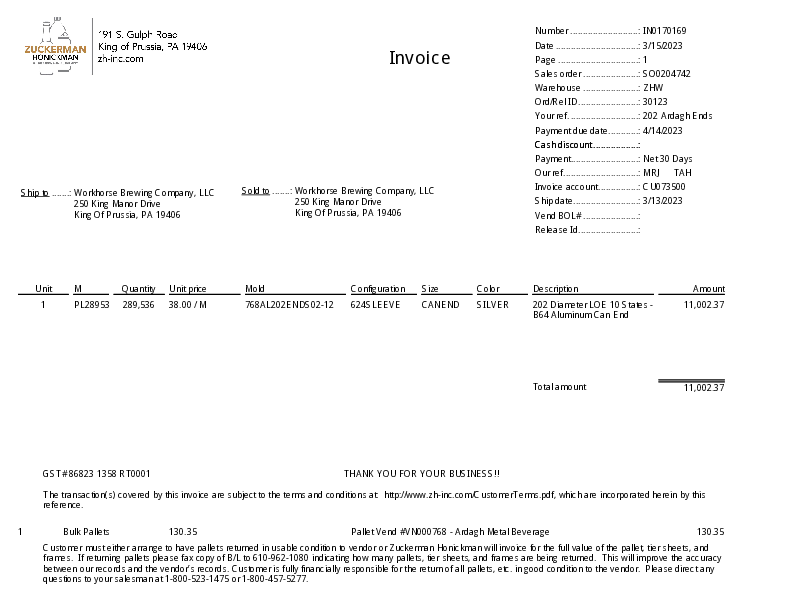 ZUCKERMAN
HONICKMAN
191 S. Gulph Road
King of Prussia, PA 19406
zh-inc.com
Invoice
Number..........................: IN0170169
Date ..............................: 3/15/2023
Page ..............................: 1
Sales order ....................: SO0204742
Warehouse ...................: ZHW
Ord/Rel ID.......................: 30123
Your ref..........................: 202 Ardagh Ends
Payment due date...........: 4/14/2023
Cash discount.................:
Payment.........................: Net 30 Days
Our ref............................: MRJ TAH
Invoice account...............: CU073500
Ship date........................: 3/13/2023
Vend BOL#......................:
Release Id.......................:
Ship to .......: Workhorse Brewing Company, LLC
250 King Manor Drive
King Of Prussia, PA 19406
Sold to .......: Workhorse Brewing Company, LLC
250 King Manor Drive
King Of Prussia, PA 19406
Unit M Quantity Unit price Mold Configuration Size Color Description Amount
1 PL28953 289,536 38.00 / M 768AL202ENDS02-12 624SLEEVE CANEND SILVER 202 Diameter LOE 10 States - 11,002.37
B64 Aluminum Can End
Total amount 11,002.37
GST # 86823 1358 RT0001 THANK YOU FOR YOUR BUSINESS!!
The transaction(s) covered by this invoice are subject to the terms and conditions at: http://www.zh-inc.com/CustomerTerms.pdf, which are incorporated herein by this
reference.
1 Bulk Pallets 130.35 Pallet Vend #VN000768 - Ardagh Metal Beverage 130.35
Customer must either arrange to have pallets returned in usable condition to vendor or Zuckerman Honickman will invoice for the full value of the pallet, tier sheets, and
frames. If returning pallets please fax copy of B/L to 610-962-1080 indicating how many pallets, tier sheets, and frames are being returned. This will improve the accuracy
between our records and the vendor's records. Customer is fully financially responsible for the return of all pallets, etc. in good condition to the vendor. Please direct any
questions to your salesman at 1-800-523-1475 or 1-800-457-5277.